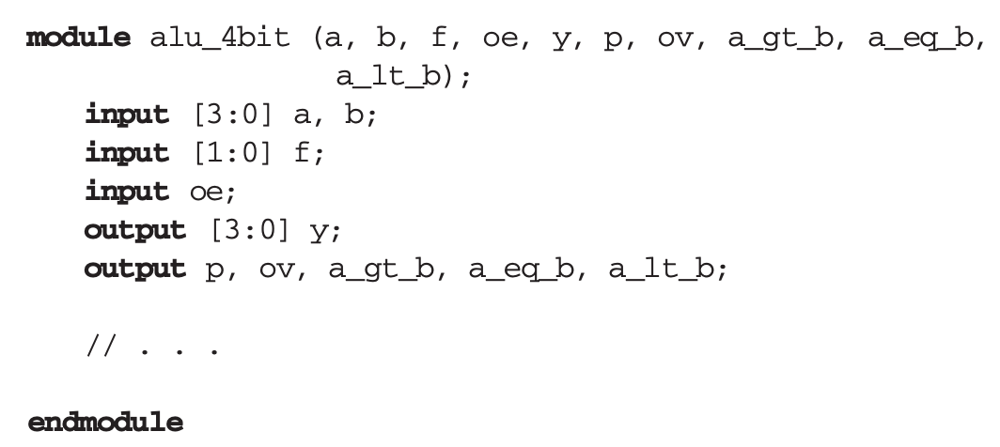 module alu_4bit (a, b, f, oe, y, p, ov, a_gt_b, a_eq_b,
a_lt_b);
input [3:0] a, b;
input [1:0] f;
input oe;
output [3:0] y;
output p, ov, a_gt_b, a_eq_b, a_lt_b;
// . . .
endmodule